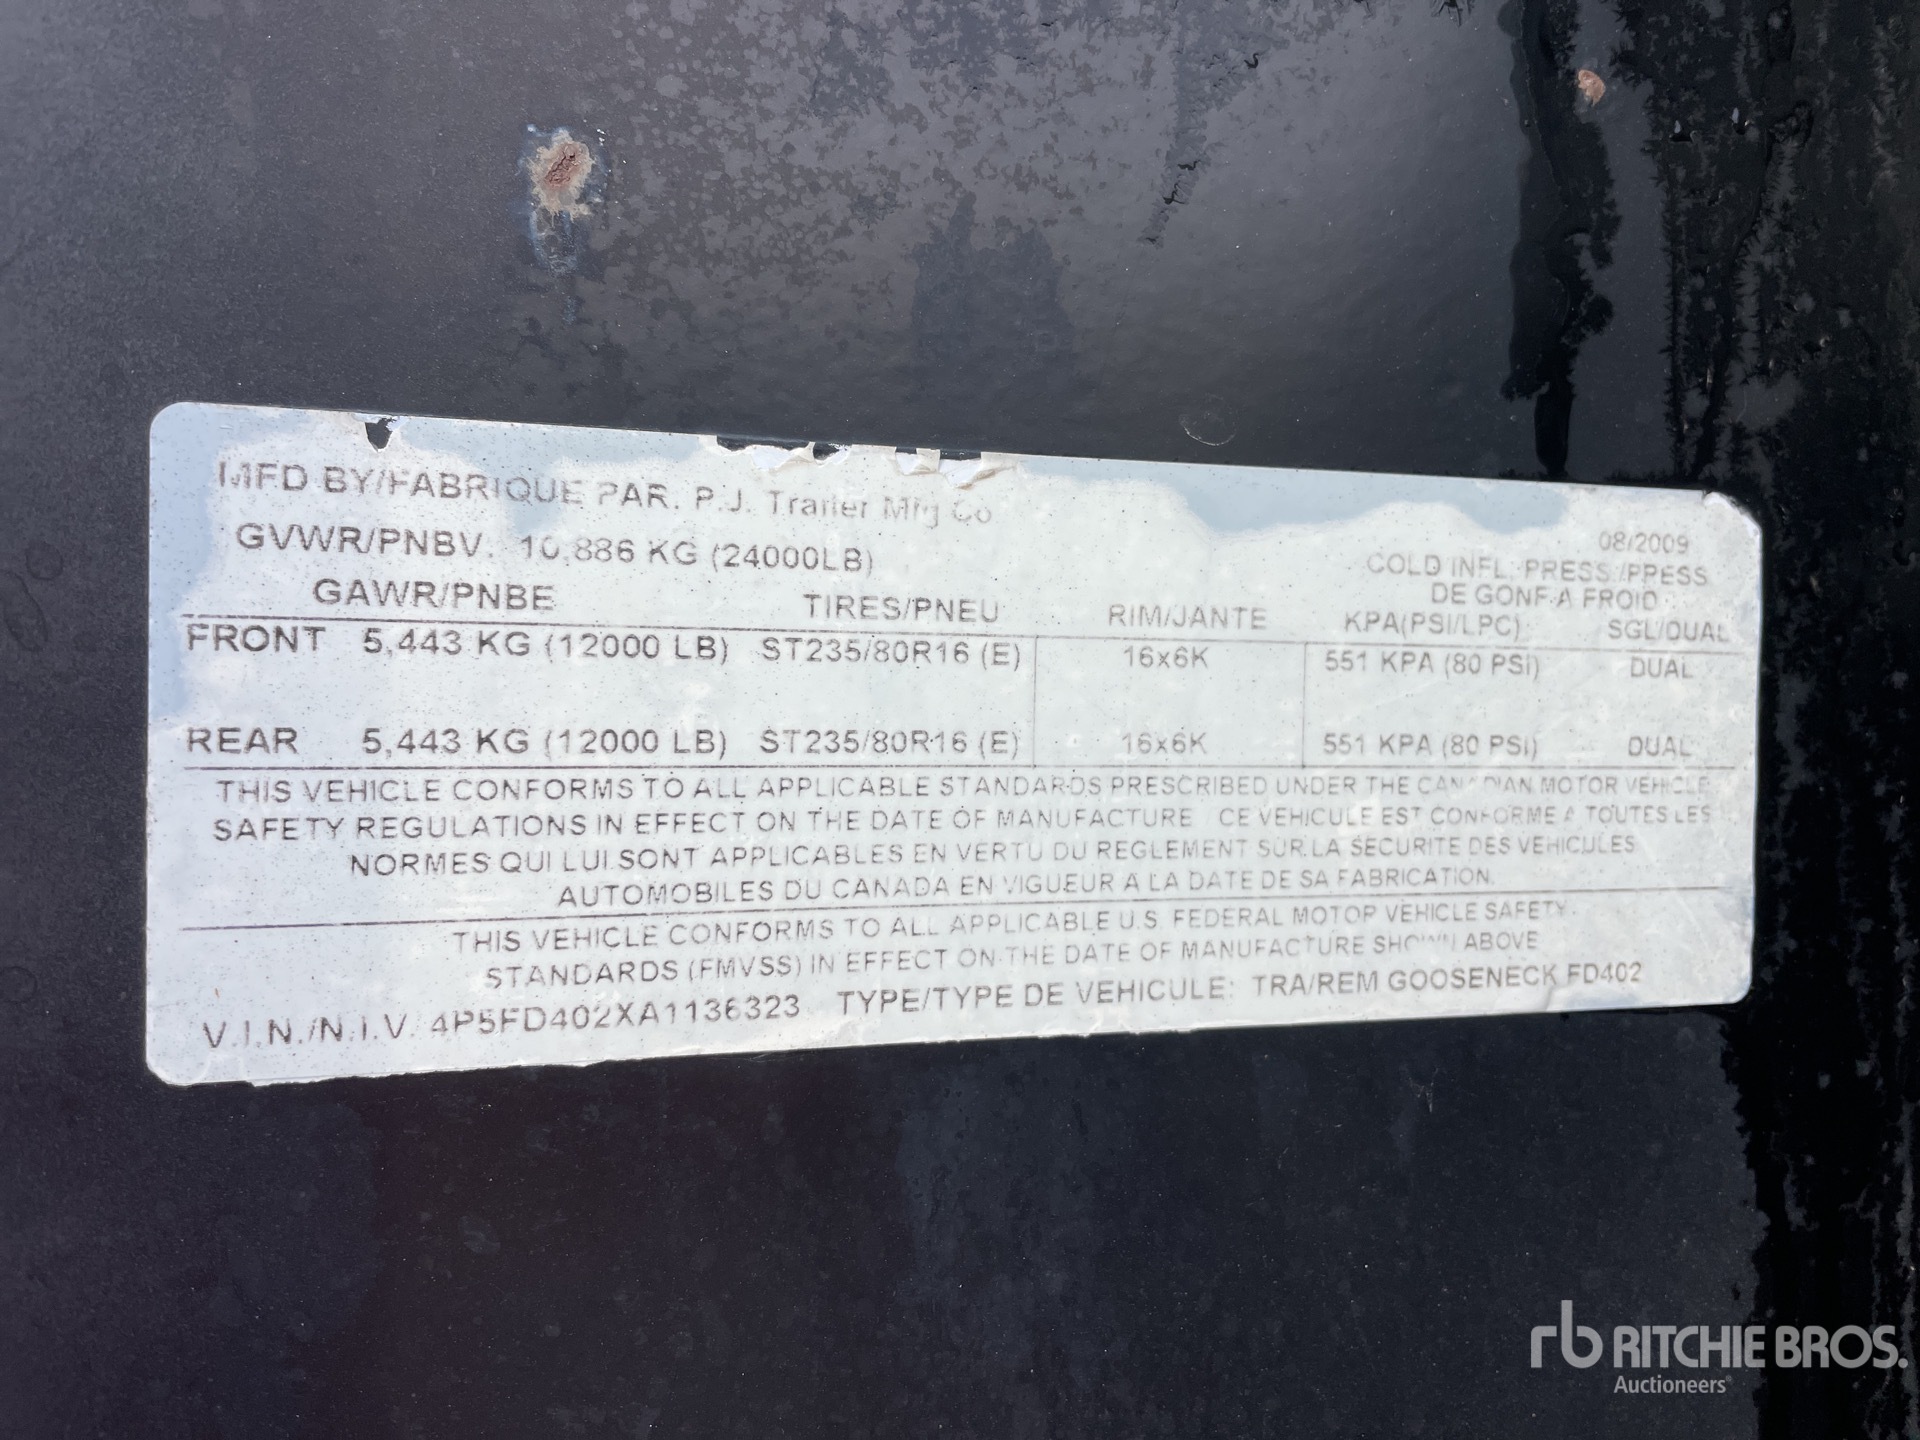 MFD BY/FABRIQUE PAR. P.J. Trailer Mfg Co
08/2009
GVWR/PNBV. 10,886 KG (24000LB)
COLD INFL. PRESS./PRESS
DE GONF.A FROID
GAWR/PNBE TIRES/PNEU RIM/JANTE KPA(PSI/LPC) SGL/DUAL
FRONT 5,443 KG (12000 LB) ST235/80R16 (E) 16x6K 551 KPA (80 PSI) DUAL
REAR 5,443 KG (12000 LB) ST235/80R16 (E) 16x6K 551 KPA (80 PSI) DUAL
THIS VEHICLE CONFORMS TO ALL APPLICABLE STANDARDS PRESCRIBED UNDER THE CANADIAN MOTOR VEHICLE
SAFETY REGULATIONS IN EFFECT ON THE DATE OF MANUFACTURE / CE VEHICULE EST CONFORME A TOUTES LES
NORMES QUI LUI SONT APPLICABLES EN VERTU DU REGLEMENT SUR LA SECURITE DES VEHICULES
AUTOMOBILES DU CANADA EN VIGUEUR A LA DATE DE SA FABRICATION.
THIS VEHICLE CONFORMS TO ALL APPLICABLE U.S. FEDERAL MOTOR VEHICLE SAFETY
STANDARDS (FMVSS) IN EFFECT ON THE DATE OF MANUFACTURE SHOWN ABOVE
V.I.N./N.I.V. 4P5FD402XA1136323 TYPE/TYPE DE VEHICULE: TRA/REM GOOSENECK FD402
rb RITCHIE BROS.
Auctioneers